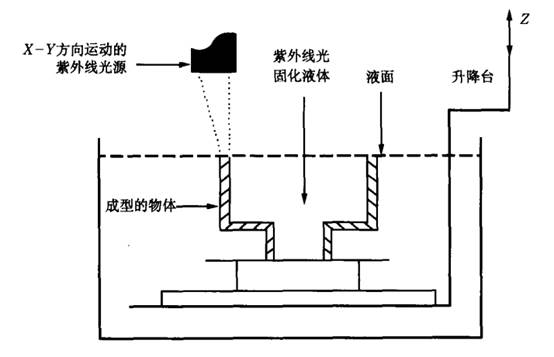 X-Y方向运动的
紫外线光源
紫外线光
固化液体
液面
升降台
Z
成型的物体